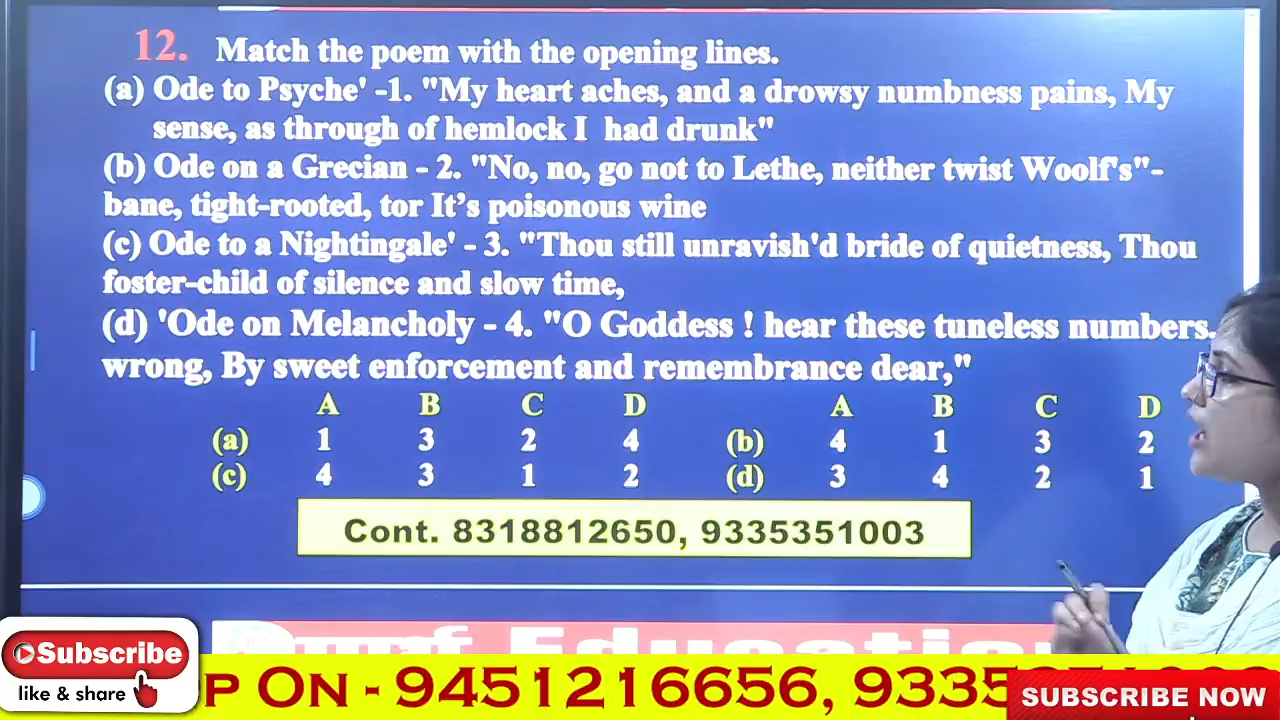 12. Match the poem with the opening lines.
(a) Ode to Psyche' -1. "My heart aches, and a drowsy numbness pains, My
sense, as through of hemlock I had drunk"
(b) Ode on a Grecian - 2. "No, no, go not to Lethe, neither twist Woolf's"-
bane, tight-rooted, tor It's poisonous wine
(c) Ode to a Nightingale' - 3. "Thou still unravish'd bride of quietness, Thou
foster-child of silence and slow time,
(d) 'Ode on Melancholy - 4. "O Goddess ! hear these tuneless numbers.
wrong, By sweet enforcement and remembrance dear,"
A B C D A B C D
(a) 1 3 2 4 (b) 4 1 3 2
(c) 4 3 1 2 (d) 3 4 2 1
Cont. 8318812650, 9335351003
Education
Subscribe
like & share
P ON - 9451216656, 9335
SUBSCRIBE NOW